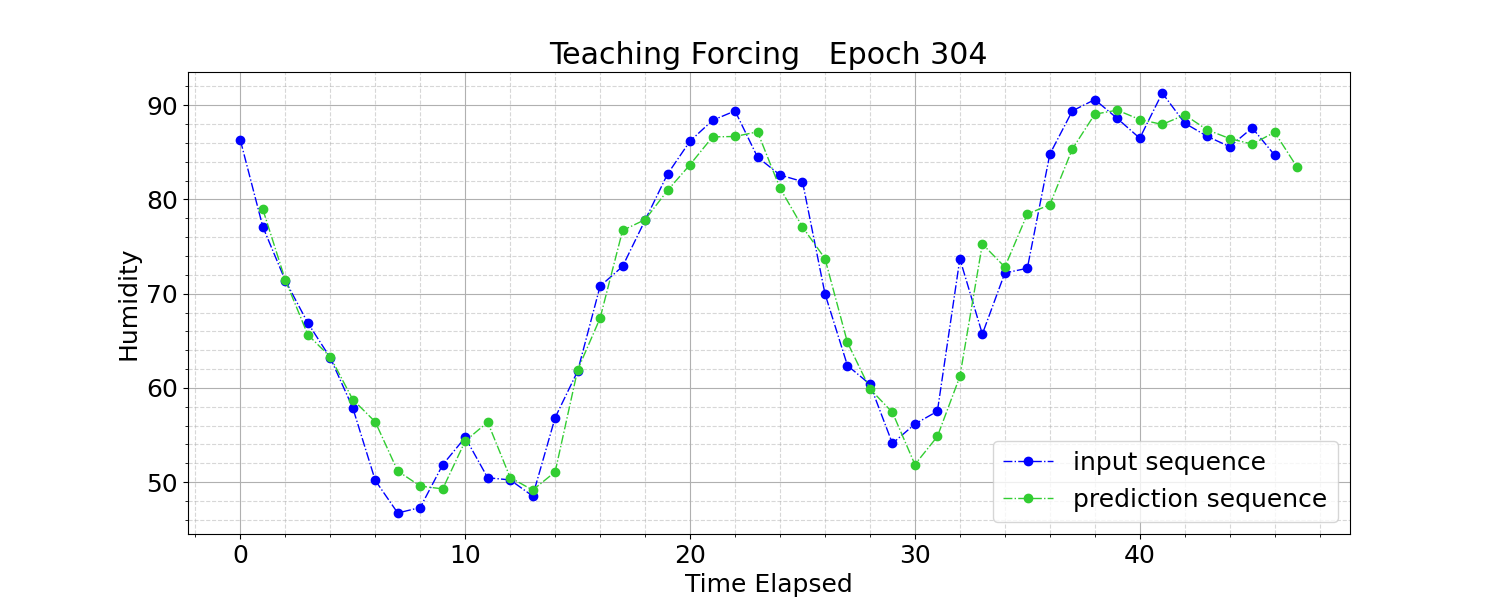 Teaching Forcing   Epoch 304
90
80
70
60
50
Humidity
0 10 20 30 40
Time Elapsed
input sequence
prediction sequence